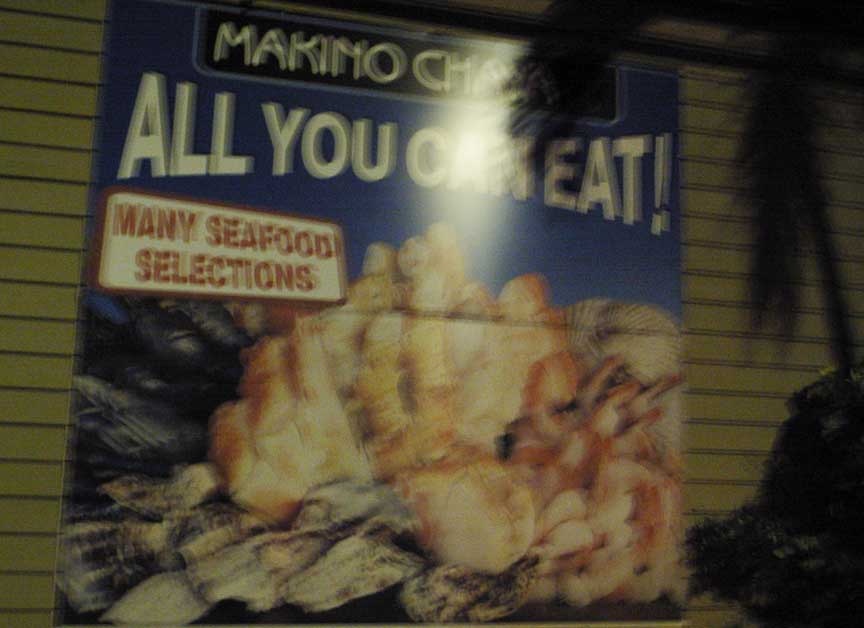 MAKINO
ALL YOU CAN EAT!
MANY SEAFOOD
SELECTIONS